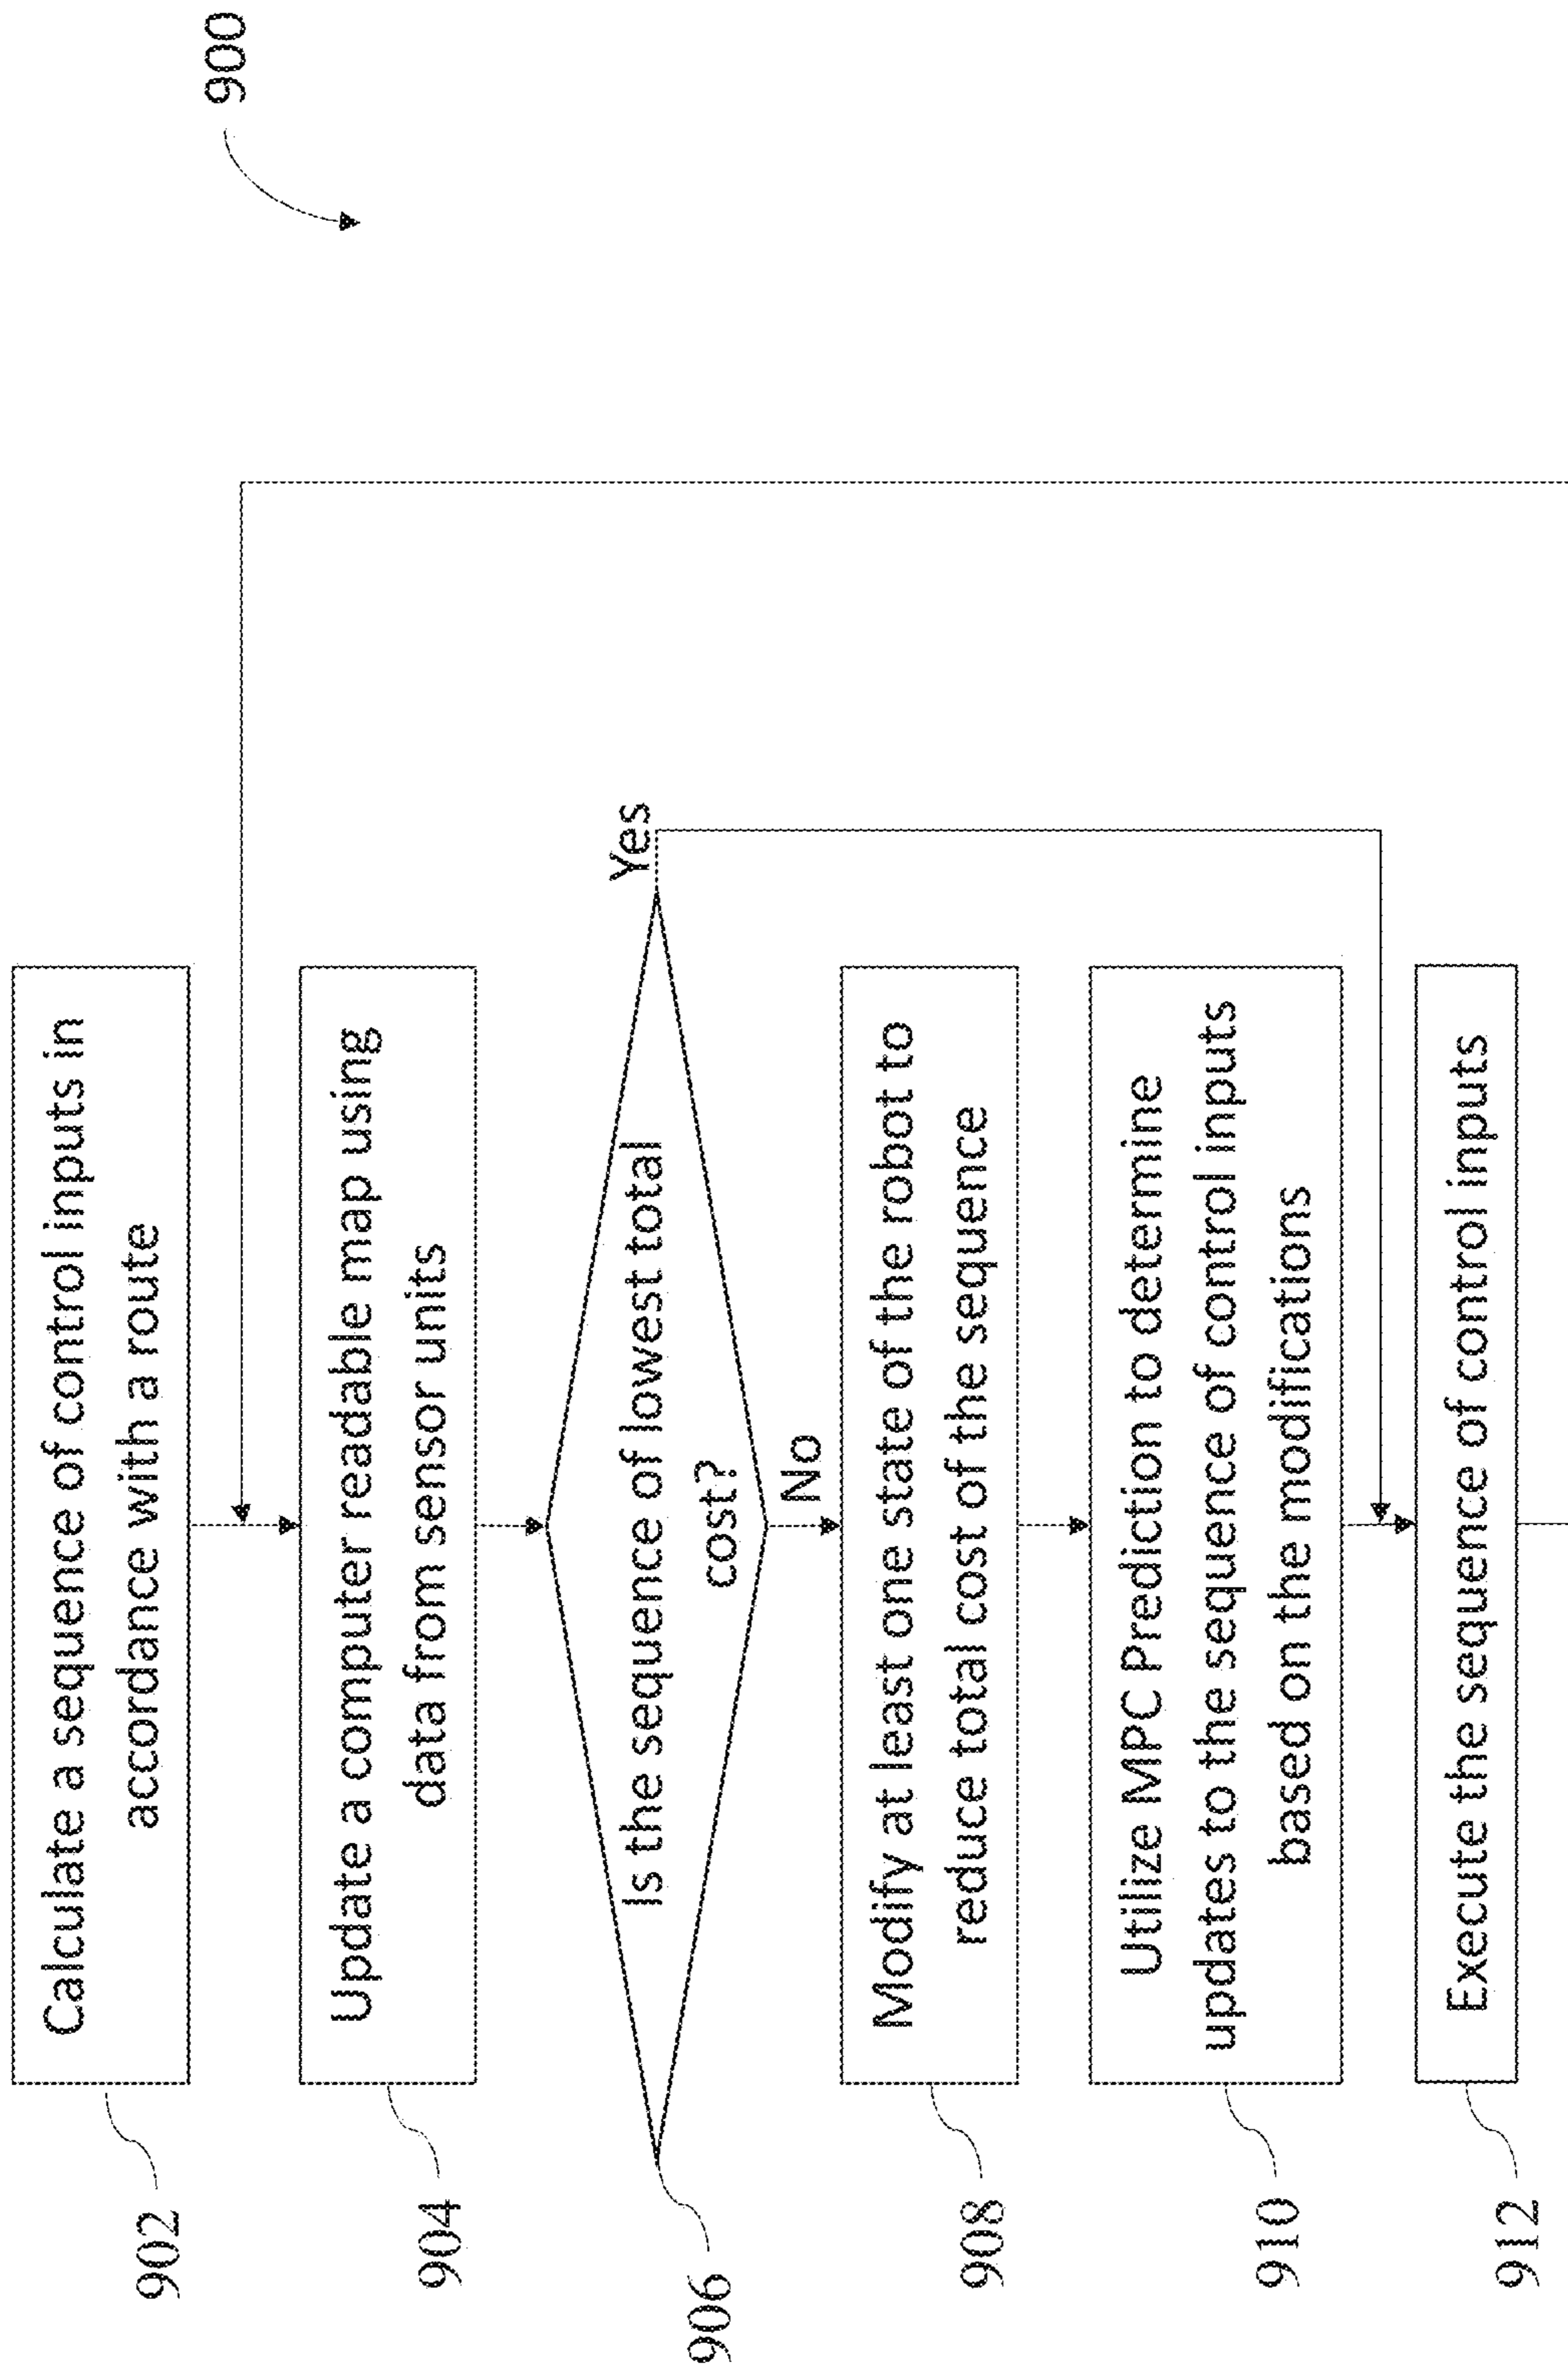 900
902
Calculate a sequence of control inputs in
accordance with a route
904
Update a computer readable map using
data from sensor units
906
Is the sequence of lowest total
cost?
Yes
No
908
Modify at least one state of the robot to
reduce total cost of the sequence
910
Utilize MPC Prediction to determine
updates to the sequence of control inputs
based on the modifications
912
Execute the sequence of control inputs